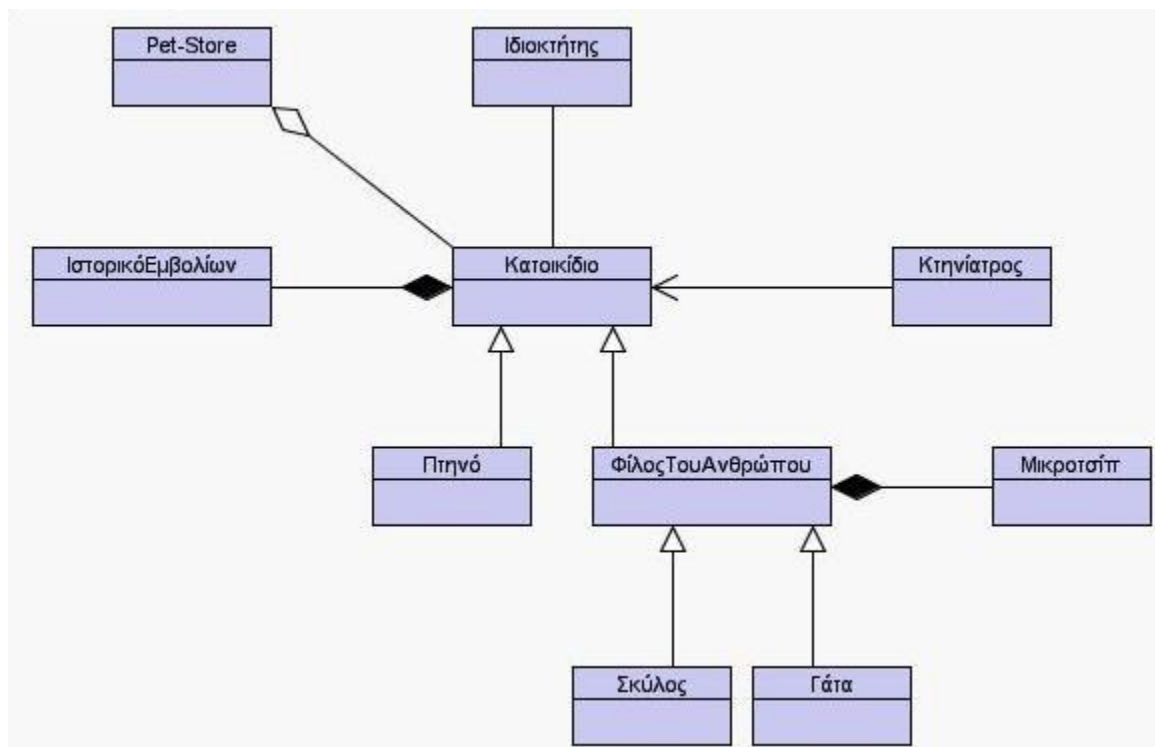 Pet-Store
Ιδιοκτήτης
ΙστορικόΕμβολίων
Κατοικίδιο
Κτηνίατρος
Πτηνό
ΦίλοςΤουΑνθρώπου
Μικροτσίπ
Σκύλος
Γάτα